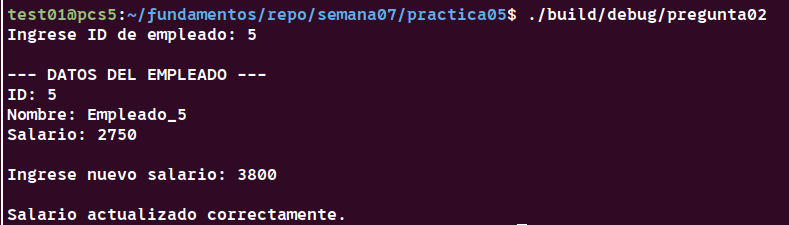 test01@pcs5:~/fundamentos/repo/semana07/practica05$ ./build/debug/pregunta02
Ingrese ID de empleado: 5
--- DATOS DEL EMPLEADO ---
ID: 5
Nombre: Empleado_5
Salario: 2750
Ingrese nuevo salario: 3800
Salario actualizado correctamente.